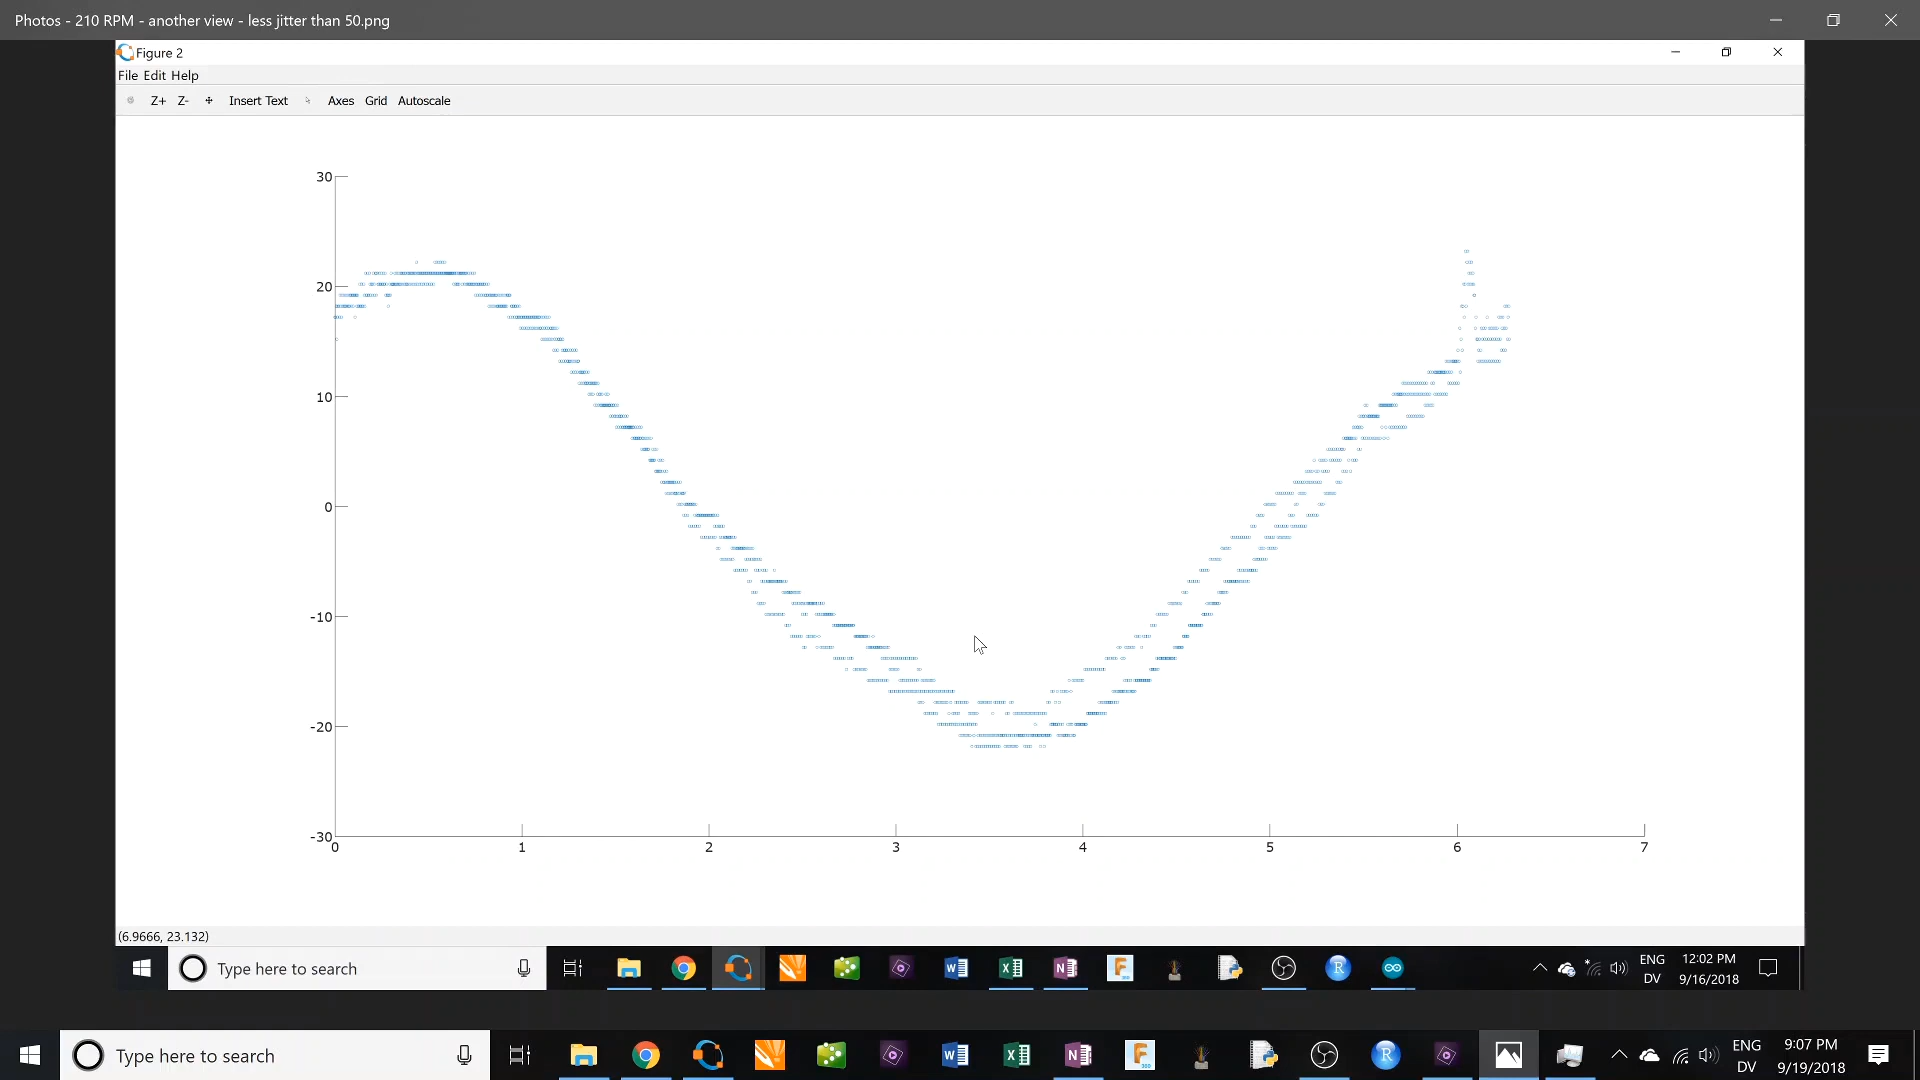 Photos - 210 RPM - another view - less jitter than 50.png
Figure 2
File Edit Help
Z+ Z- Insert Text Axes Grid Autoscale
30
20
10
0
-10
-20
-30
0 1 2 3 4 5 6 7
(6.9666, 23.132)
Type here to search
ENG
DV
12:02 PM
9/16/2018
Type here to search
ENG
DV
9:07 PM
9/19/2018